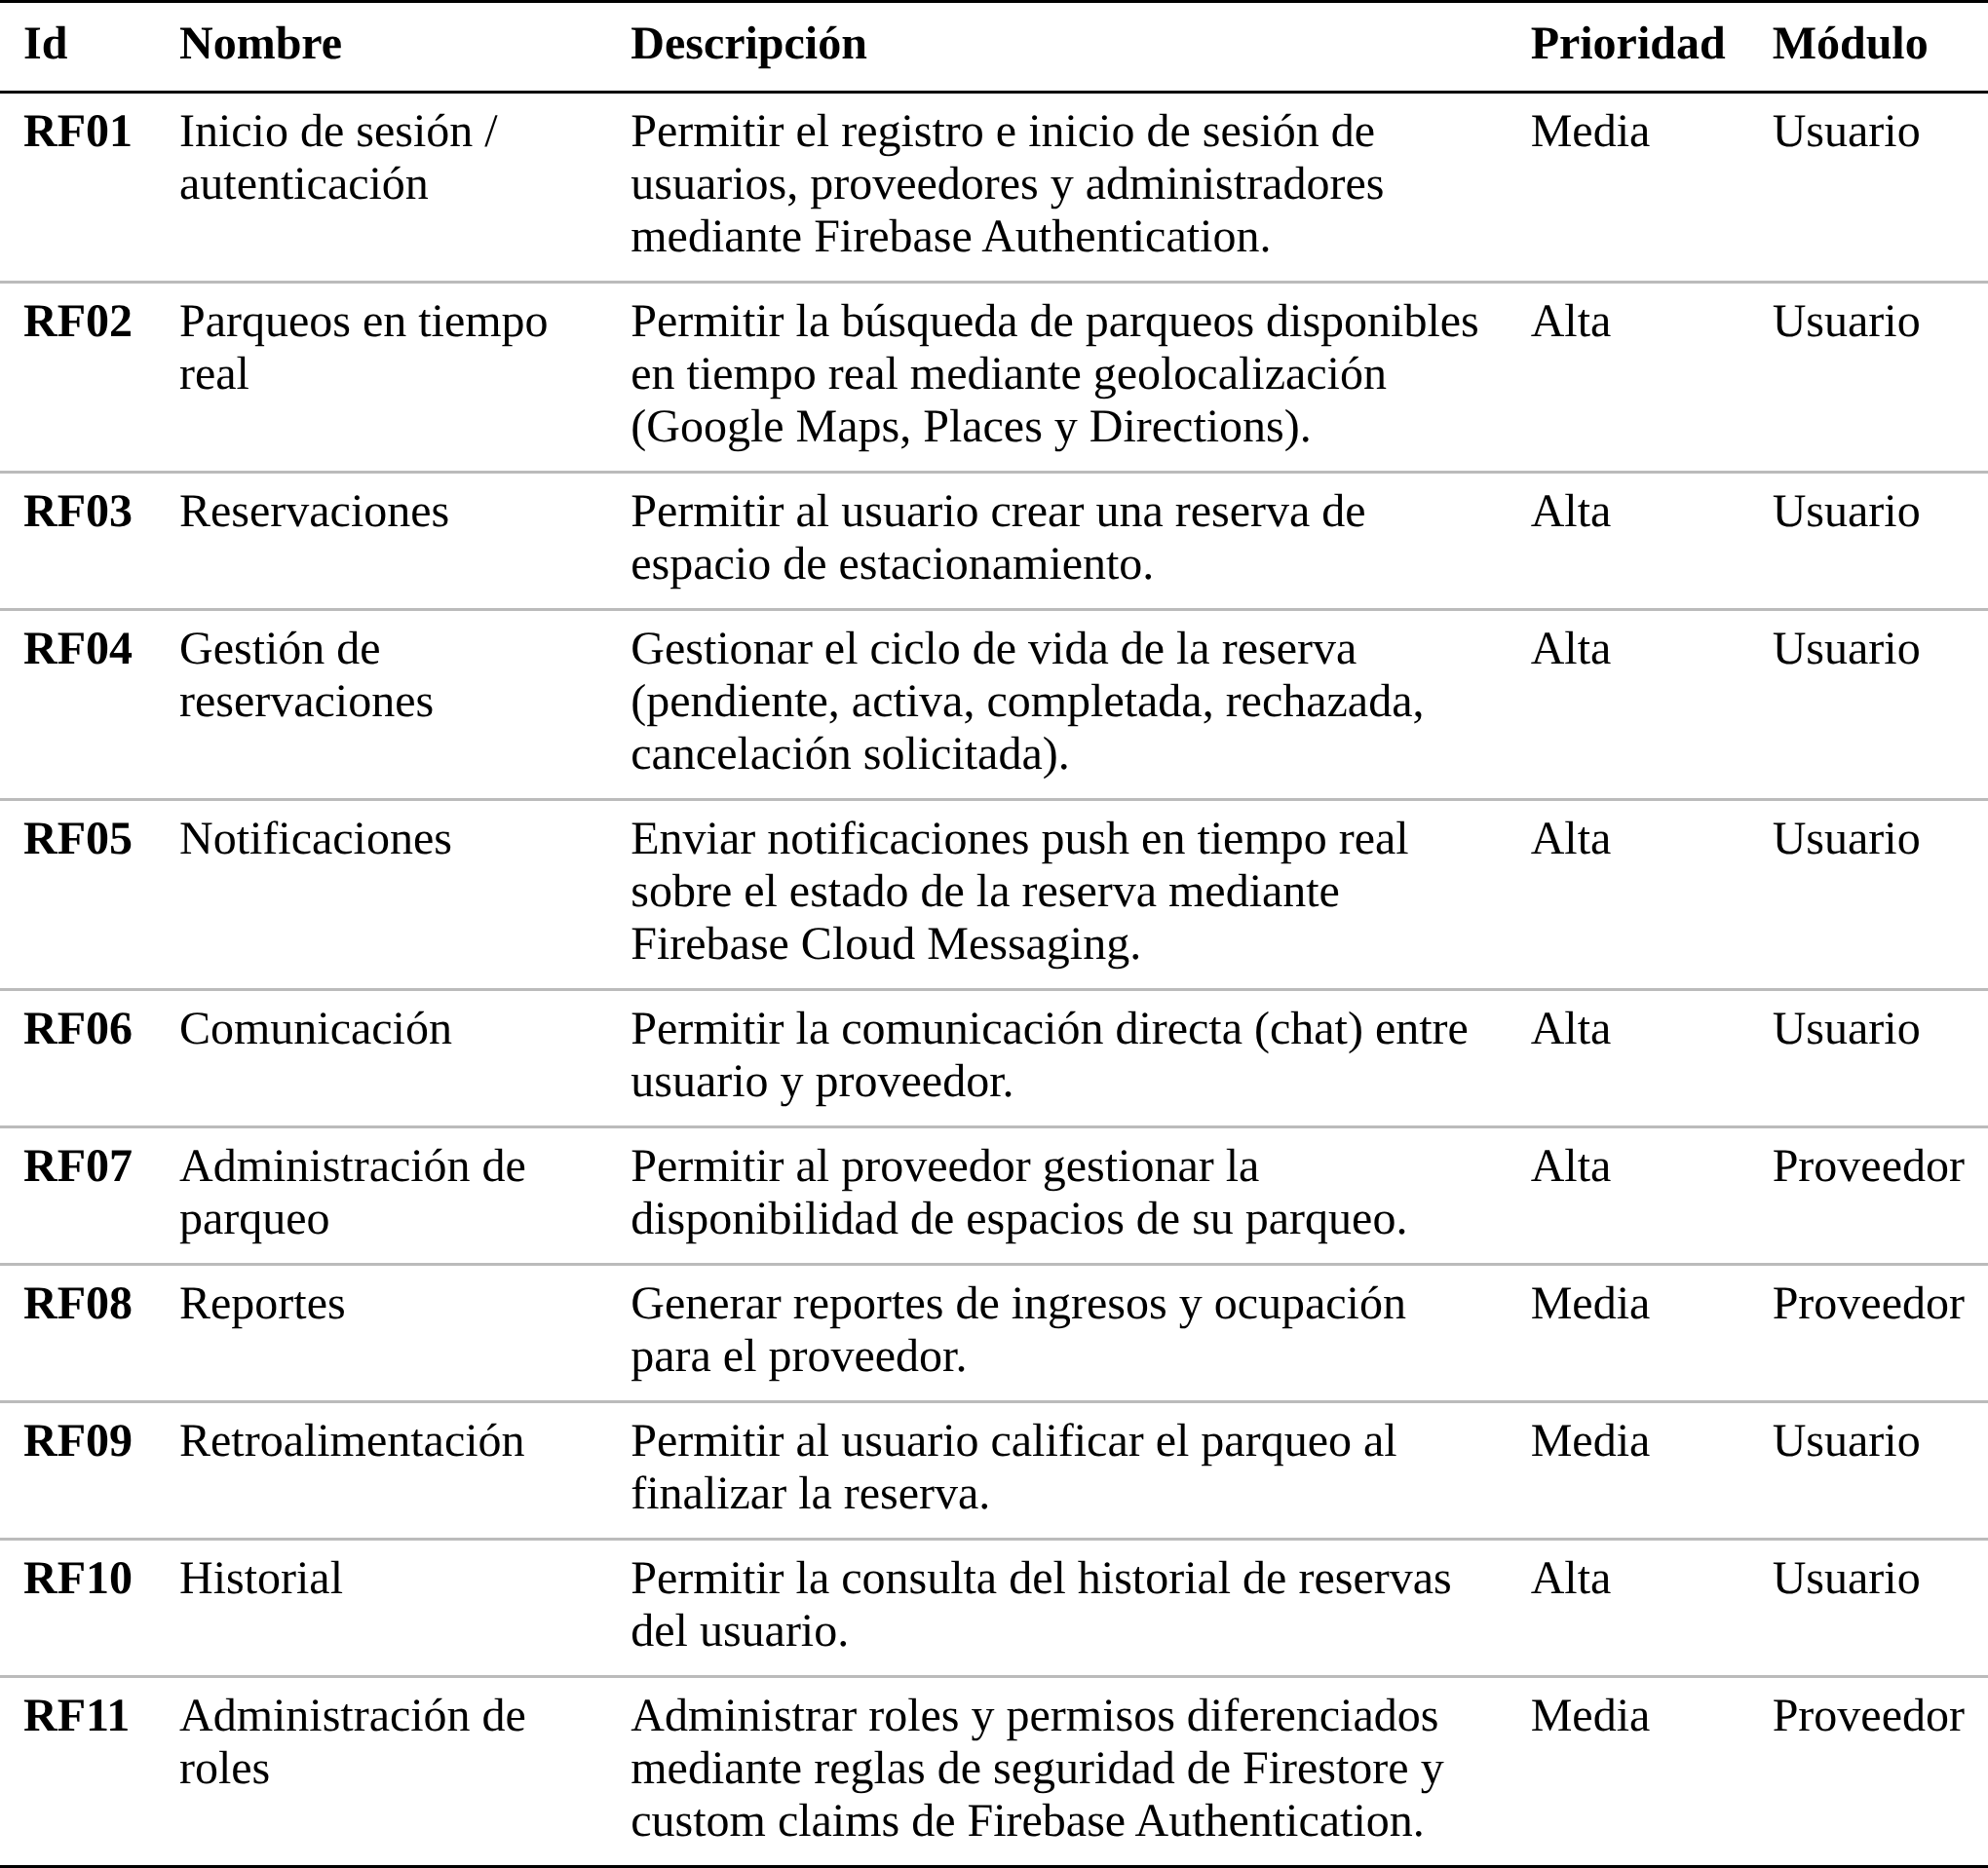 Id Nombre Descripción Prioridad Módulo
RF01 Inicio de sesión / Permitir el registro e inicio de sesión de Media Usuario
autenticación usuarios, proveedores y administradores
mediante Firebase Authentication.
RF02 Parqueos en tiempo Permitir la búsqueda de parqueos disponibles Alta Usuario
real en tiempo real mediante geolocalización
(Google Maps, Places y Directions).
RF03 Reservaciones Permitir al usuario crear una reserva de Alta Usuario
espacio de estacionamiento.
RF04 Gestión de Gestionar el ciclo de vida de la reserva Alta Usuario
reservaciones (pendiente, activa, completada, rechazada,
cancelación solicitada).
RF05 Notificaciones Enviar notificaciones push en tiempo real Alta Usuario
sobre el estado de la reserva mediante
Firebase Cloud Messaging.
RF06 Comunicación Permitir la comunicación directa (chat) entre Alta Usuario
usuario y proveedor.
RF07 Administración de Permitir al proveedor gestionar la Alta Proveedor
parqueo disponibilidad de espacios de su parqueo.
RF08 Reportes Generar reportes de ingresos y ocupación Media Proveedor
para el proveedor.
RF09 Retroalimentación Permitir al usuario calificar el parqueo al Media Usuario
finalizar la reserva.
RF10 Historial Permitir la consulta del historial de reservas Alta Usuario
del usuario.
RF11 Administración de Administrar roles y permisos diferenciados Media Proveedor
roles mediante reglas de seguridad de Firestore y
custom claims de Firebase Authentication.